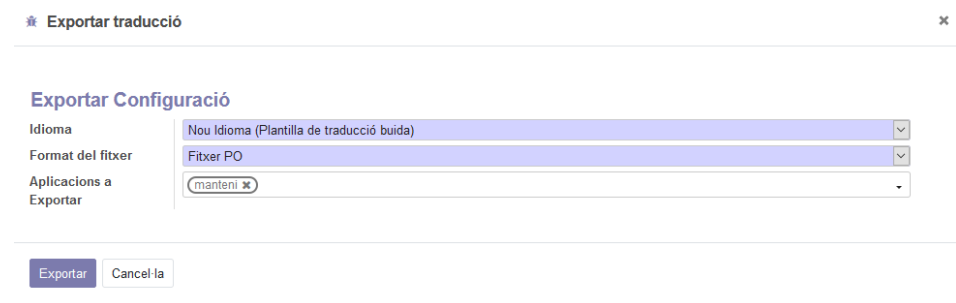 Exportar traducció
Exportar Configuració
Idioma
Nou Idioma (Plantilla de traducció buida)
Format del fitxer
Fitxer PO
Aplicacions a
Exportar
manteni
Exportar
Cancel·la